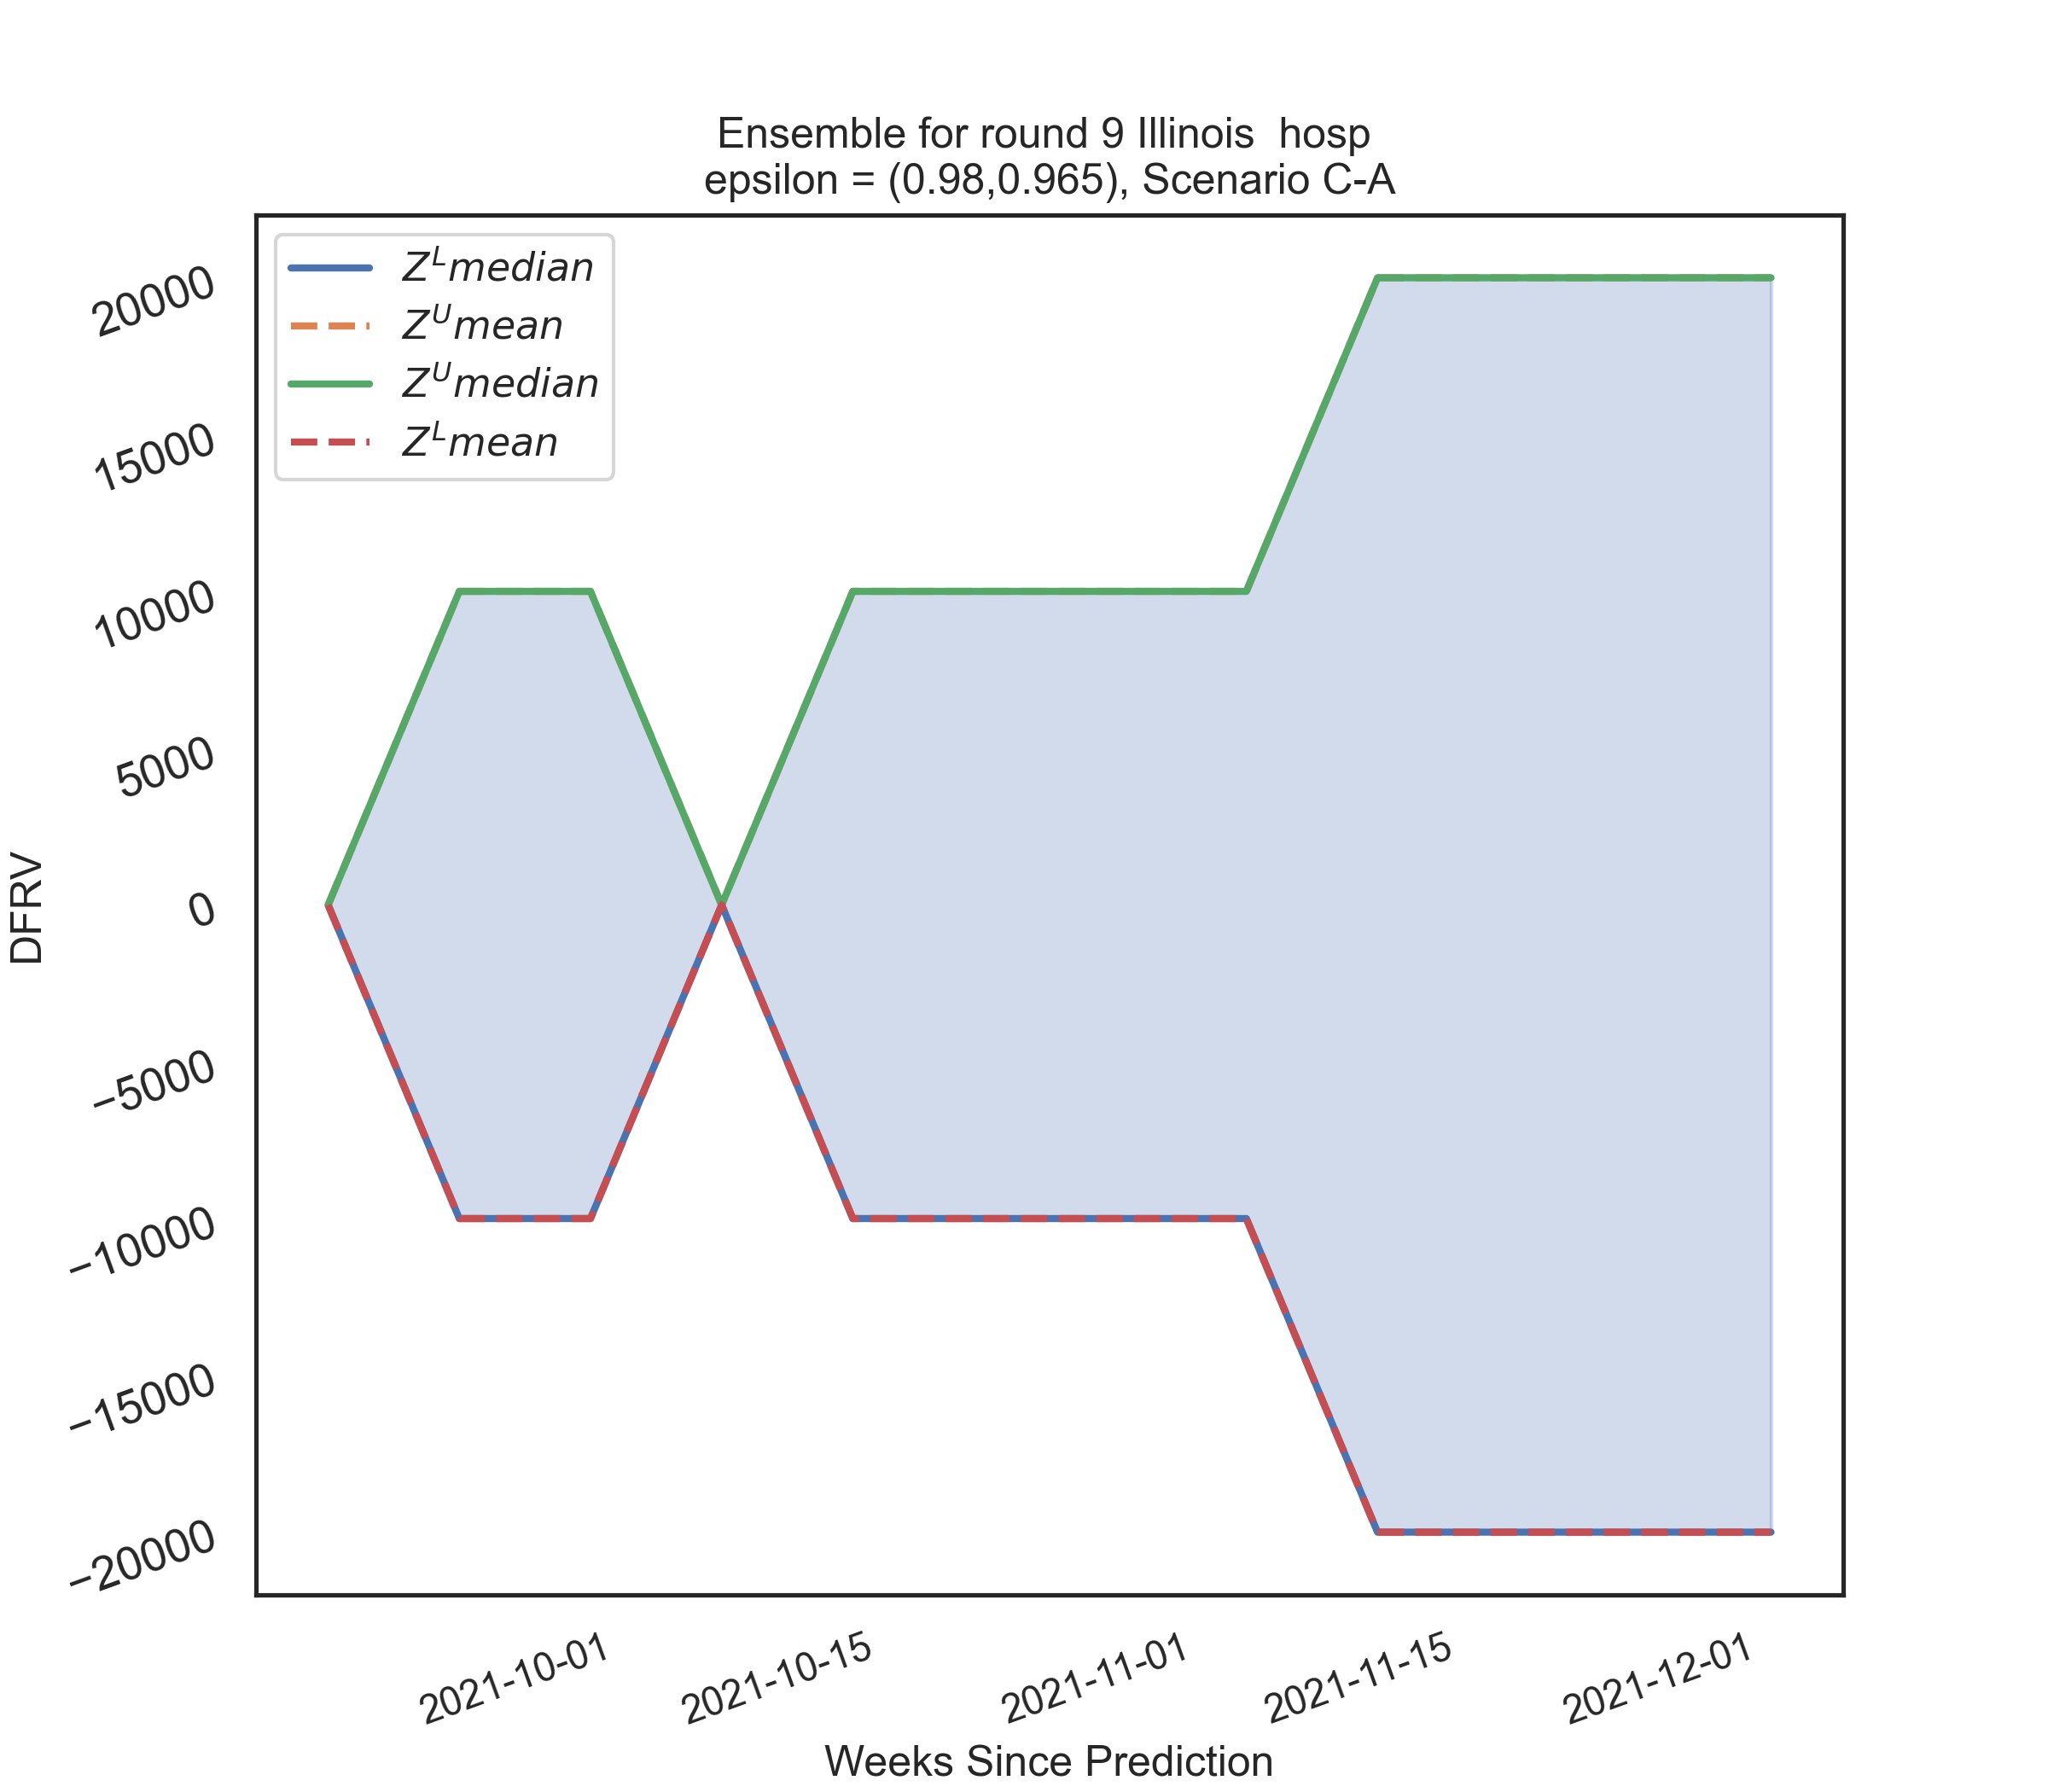 Ensemble for round 9 Illinois  hosp
epsilon = (0.98,0.965), Scenario C-A
Z^L median
Z^U mean
Z^U median
Z^L mean
20000
15000
10000
5000
0
−5000
−10000
−15000
−20000
DFRV
2021-10-01
2021-10-15
2021-11-01
2021-11-15
2021-12-01
Weeks Since Prediction